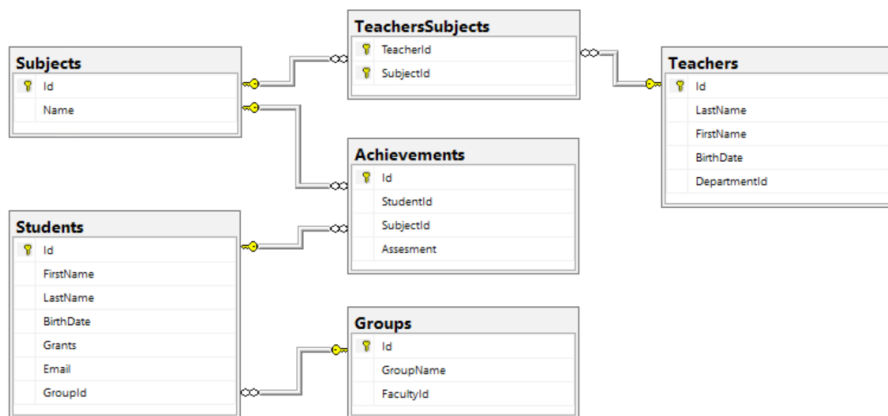 TeachersSubjects
TeacherId
SubjectId
Subjects
Id
Name
Teachers
Id
LastName
FirstName
BirthDate
DepartmentId
Achievements
Id
StudentId
SubjectId
Assesment
Students
Id
FirstName
LastName
BirthDate
Grants
Email
GroupId
Groups
Id
GroupName
FacultyId